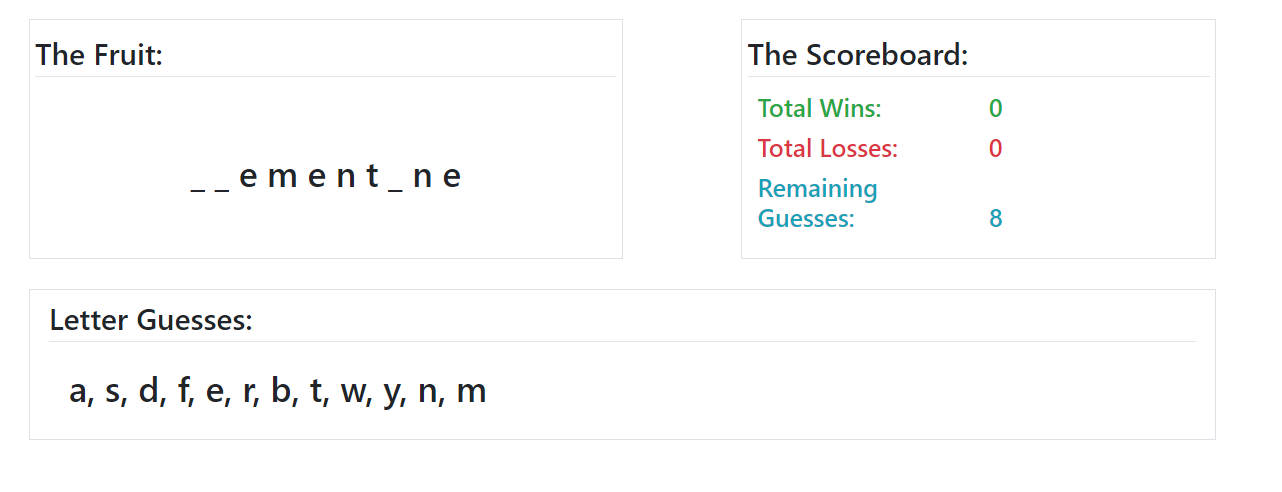 The Fruit:
_ _ e m e n t _ n e
The Scoreboard:
Total Wins: 0
Total Losses: 0
Remaining
Guesses: 8
Letter Guesses:
a, s, d, f, e, r, b, t, w, y, n, m